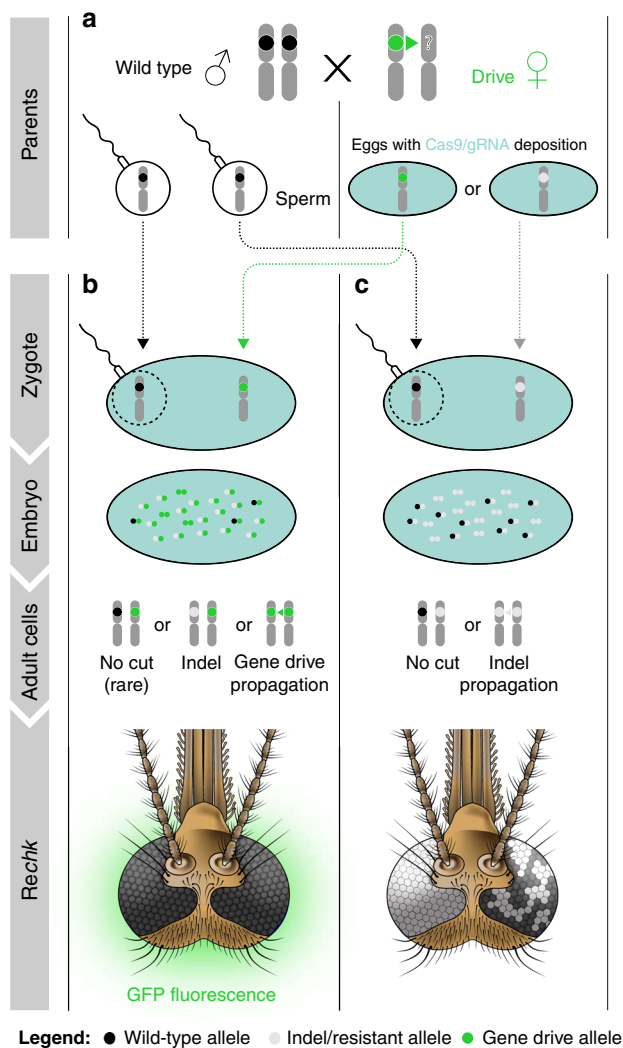 a
Wild type ♂
X
?
Drive ♀
Parents
Eggs with Cas9/gRNA deposition
Sperm
or
b
c
Zygote
Embryo
Adult cells
or
or
or
No cut
(rare)
Indel
Gene drive
propagation
No cut
Indel
propagation
Rechk
GFP fluorescence
Legend: Wild-type allele Indel/resistant allele Gene drive allele